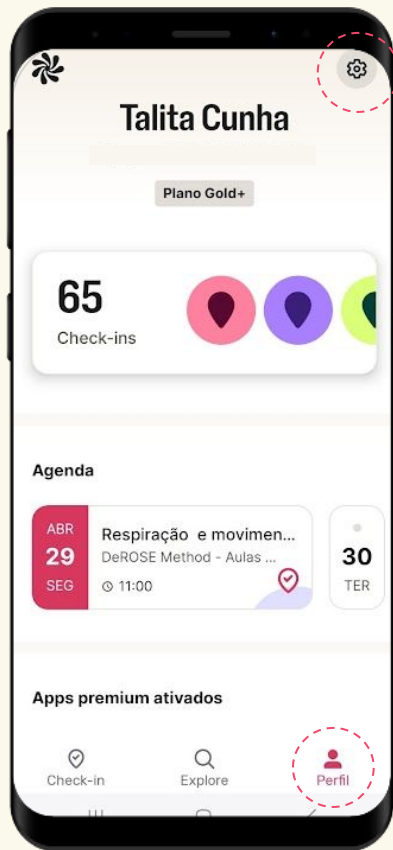 Talita Cunha
Plano Gold+
65
Check-ins
Agenda
ABR
29
SEG
Respiração e movimen...
DeROSE Method - Aulas ...
11:00
30
TER
Apps premium ativados
Check-in
Explore
Perfil